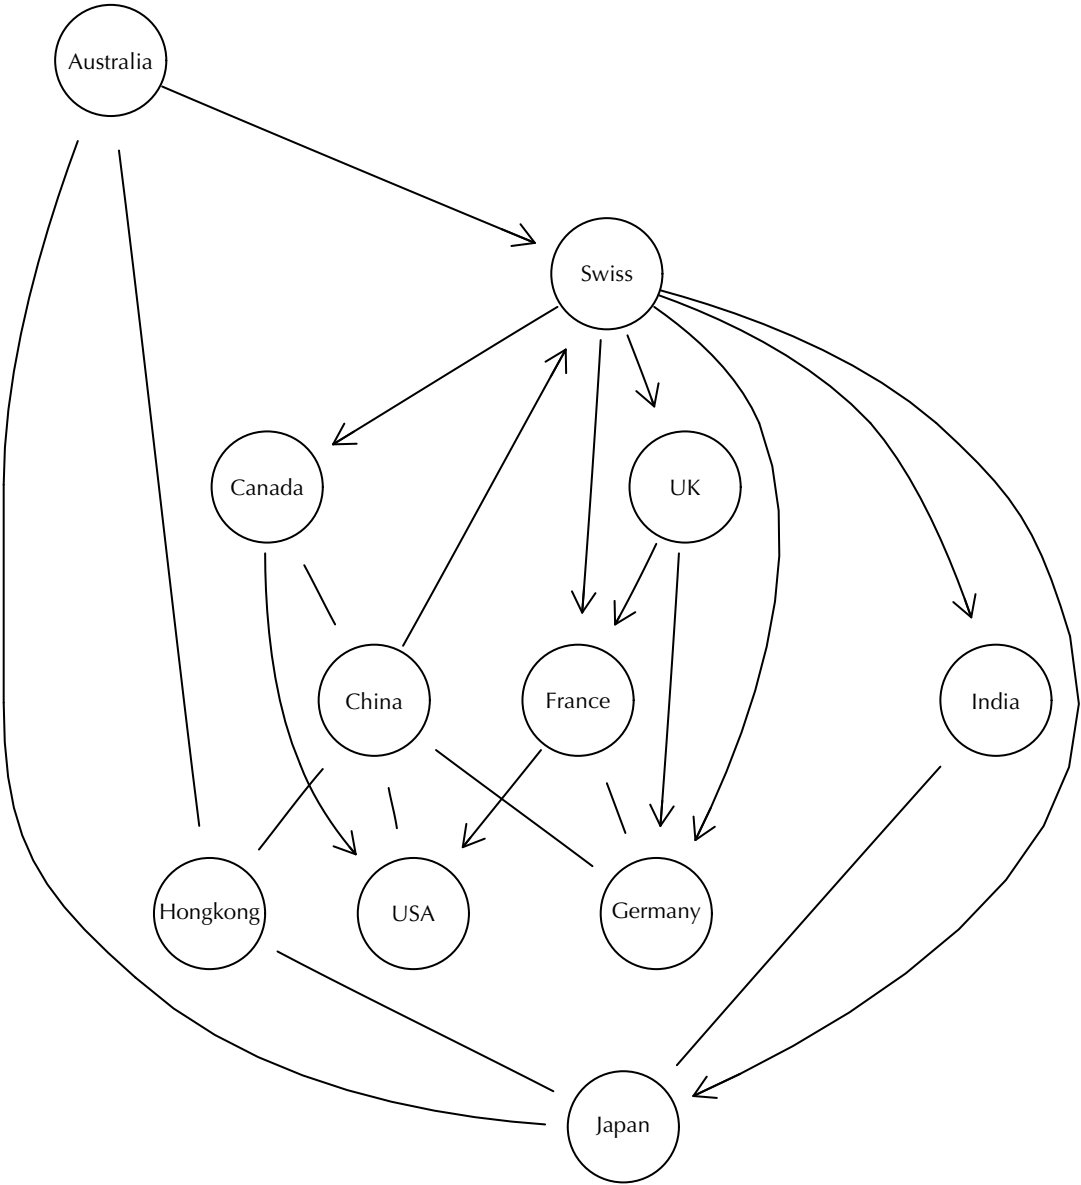 Australia
Swiss
Canada
UK
China
France
India
Hongkong
USA
Germany
Japan